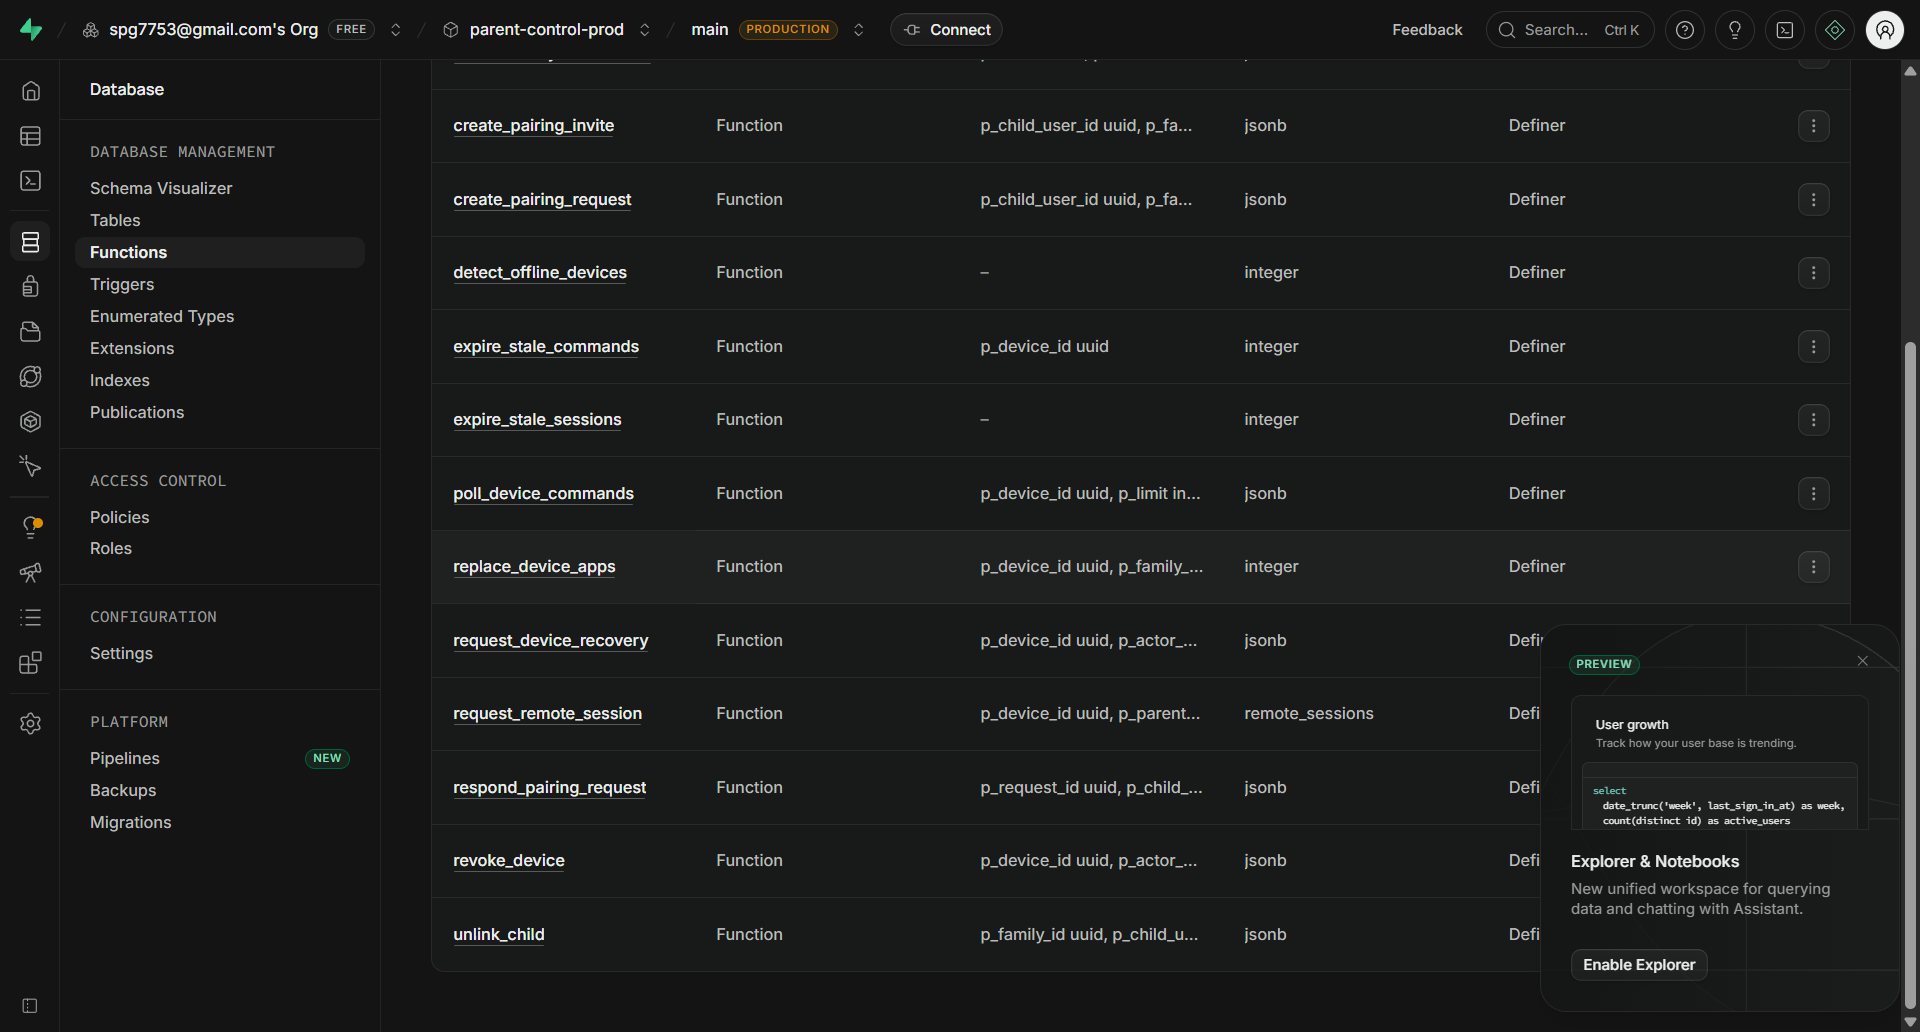 spg7753@gmail.com's Org FREE parent-control-prod main PRODUCTION Connect Feedback Search... Ctrl K
Database
DATABASE MANAGEMENT
Schema Visualizer
Tables
Functions
Triggers
Enumerated Types
Extensions
Indexes
Publications
ACCESS CONTROL
Policies
Roles
CONFIGURATION
Settings
PLATFORM
Pipelines NEW
Backups
Migrations
create_pairing_invite Function p_child_user_id uuid, p_fa... jsonb Definer
create_pairing_request Function p_child_user_id uuid, p_fa... jsonb Definer
detect_offline_devices Function – integer Definer
expire_stale_commands Function p_device_id uuid integer Definer
expire_stale_sessions Function – integer Definer
poll_device_commands Function p_device_id uuid, p_limit in... jsonb Definer
replace_device_apps Function p_device_id uuid, p_family_... integer Definer
request_device_recovery Function p_device_id uuid, p_actor_... jsonb Defi
request_remote_session Function p_device_id uuid, p_parent... remote_sessions Defi
respond_pairing_request Function p_request_id uuid, p_child_... jsonb Defi
revoke_device Function p_device_id uuid, p_actor_... jsonb Defi
unlink_child Function p_family_id uuid, p_child_u... jsonb Defi
PREVIEW
User growth
Track how your user base is trending.
select
date_trunc('week', last_sign_in_at) as week,
count(distinct id) as active_users
Explorer & Notebooks
New unified workspace for querying
data and chatting with Assistant.
Enable Explorer